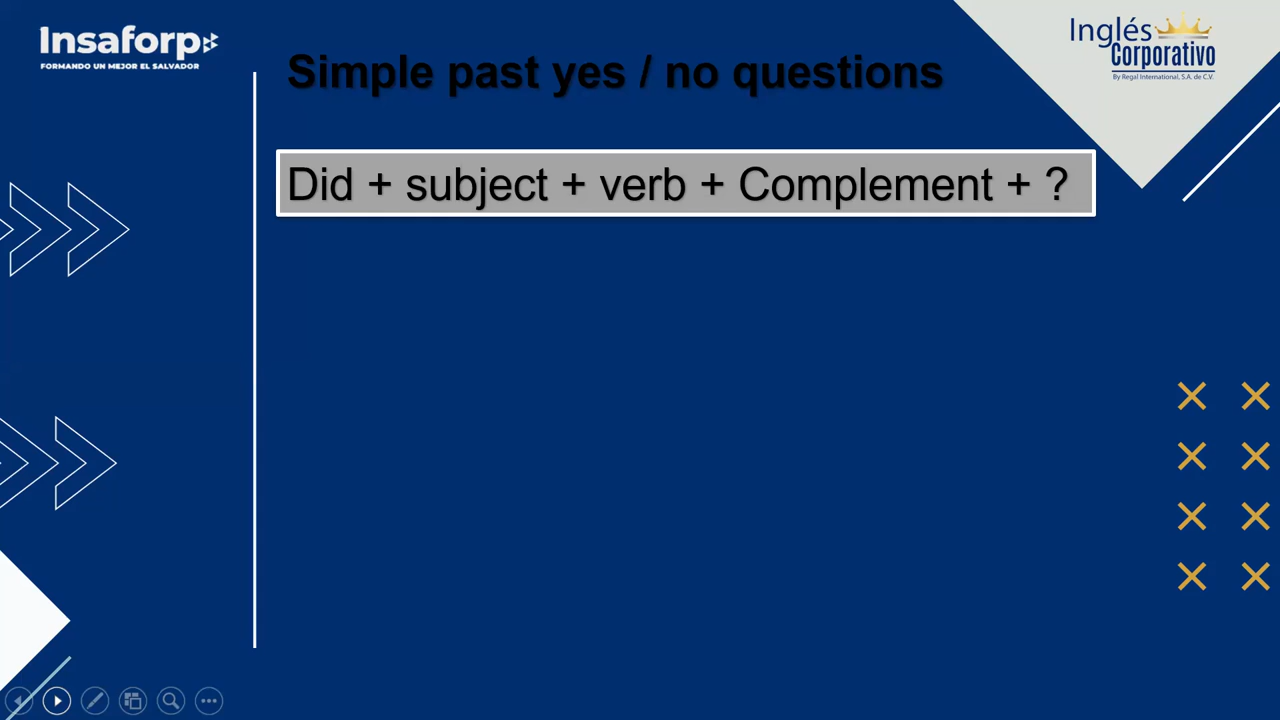 Insaforp
FORMANDO UN MEJOR EL SALVADOR
Inglés
Corporativo
By Regal International, S.A. de C.V.
Simple past yes / no questions
Did + subject + verb + Complement + ?